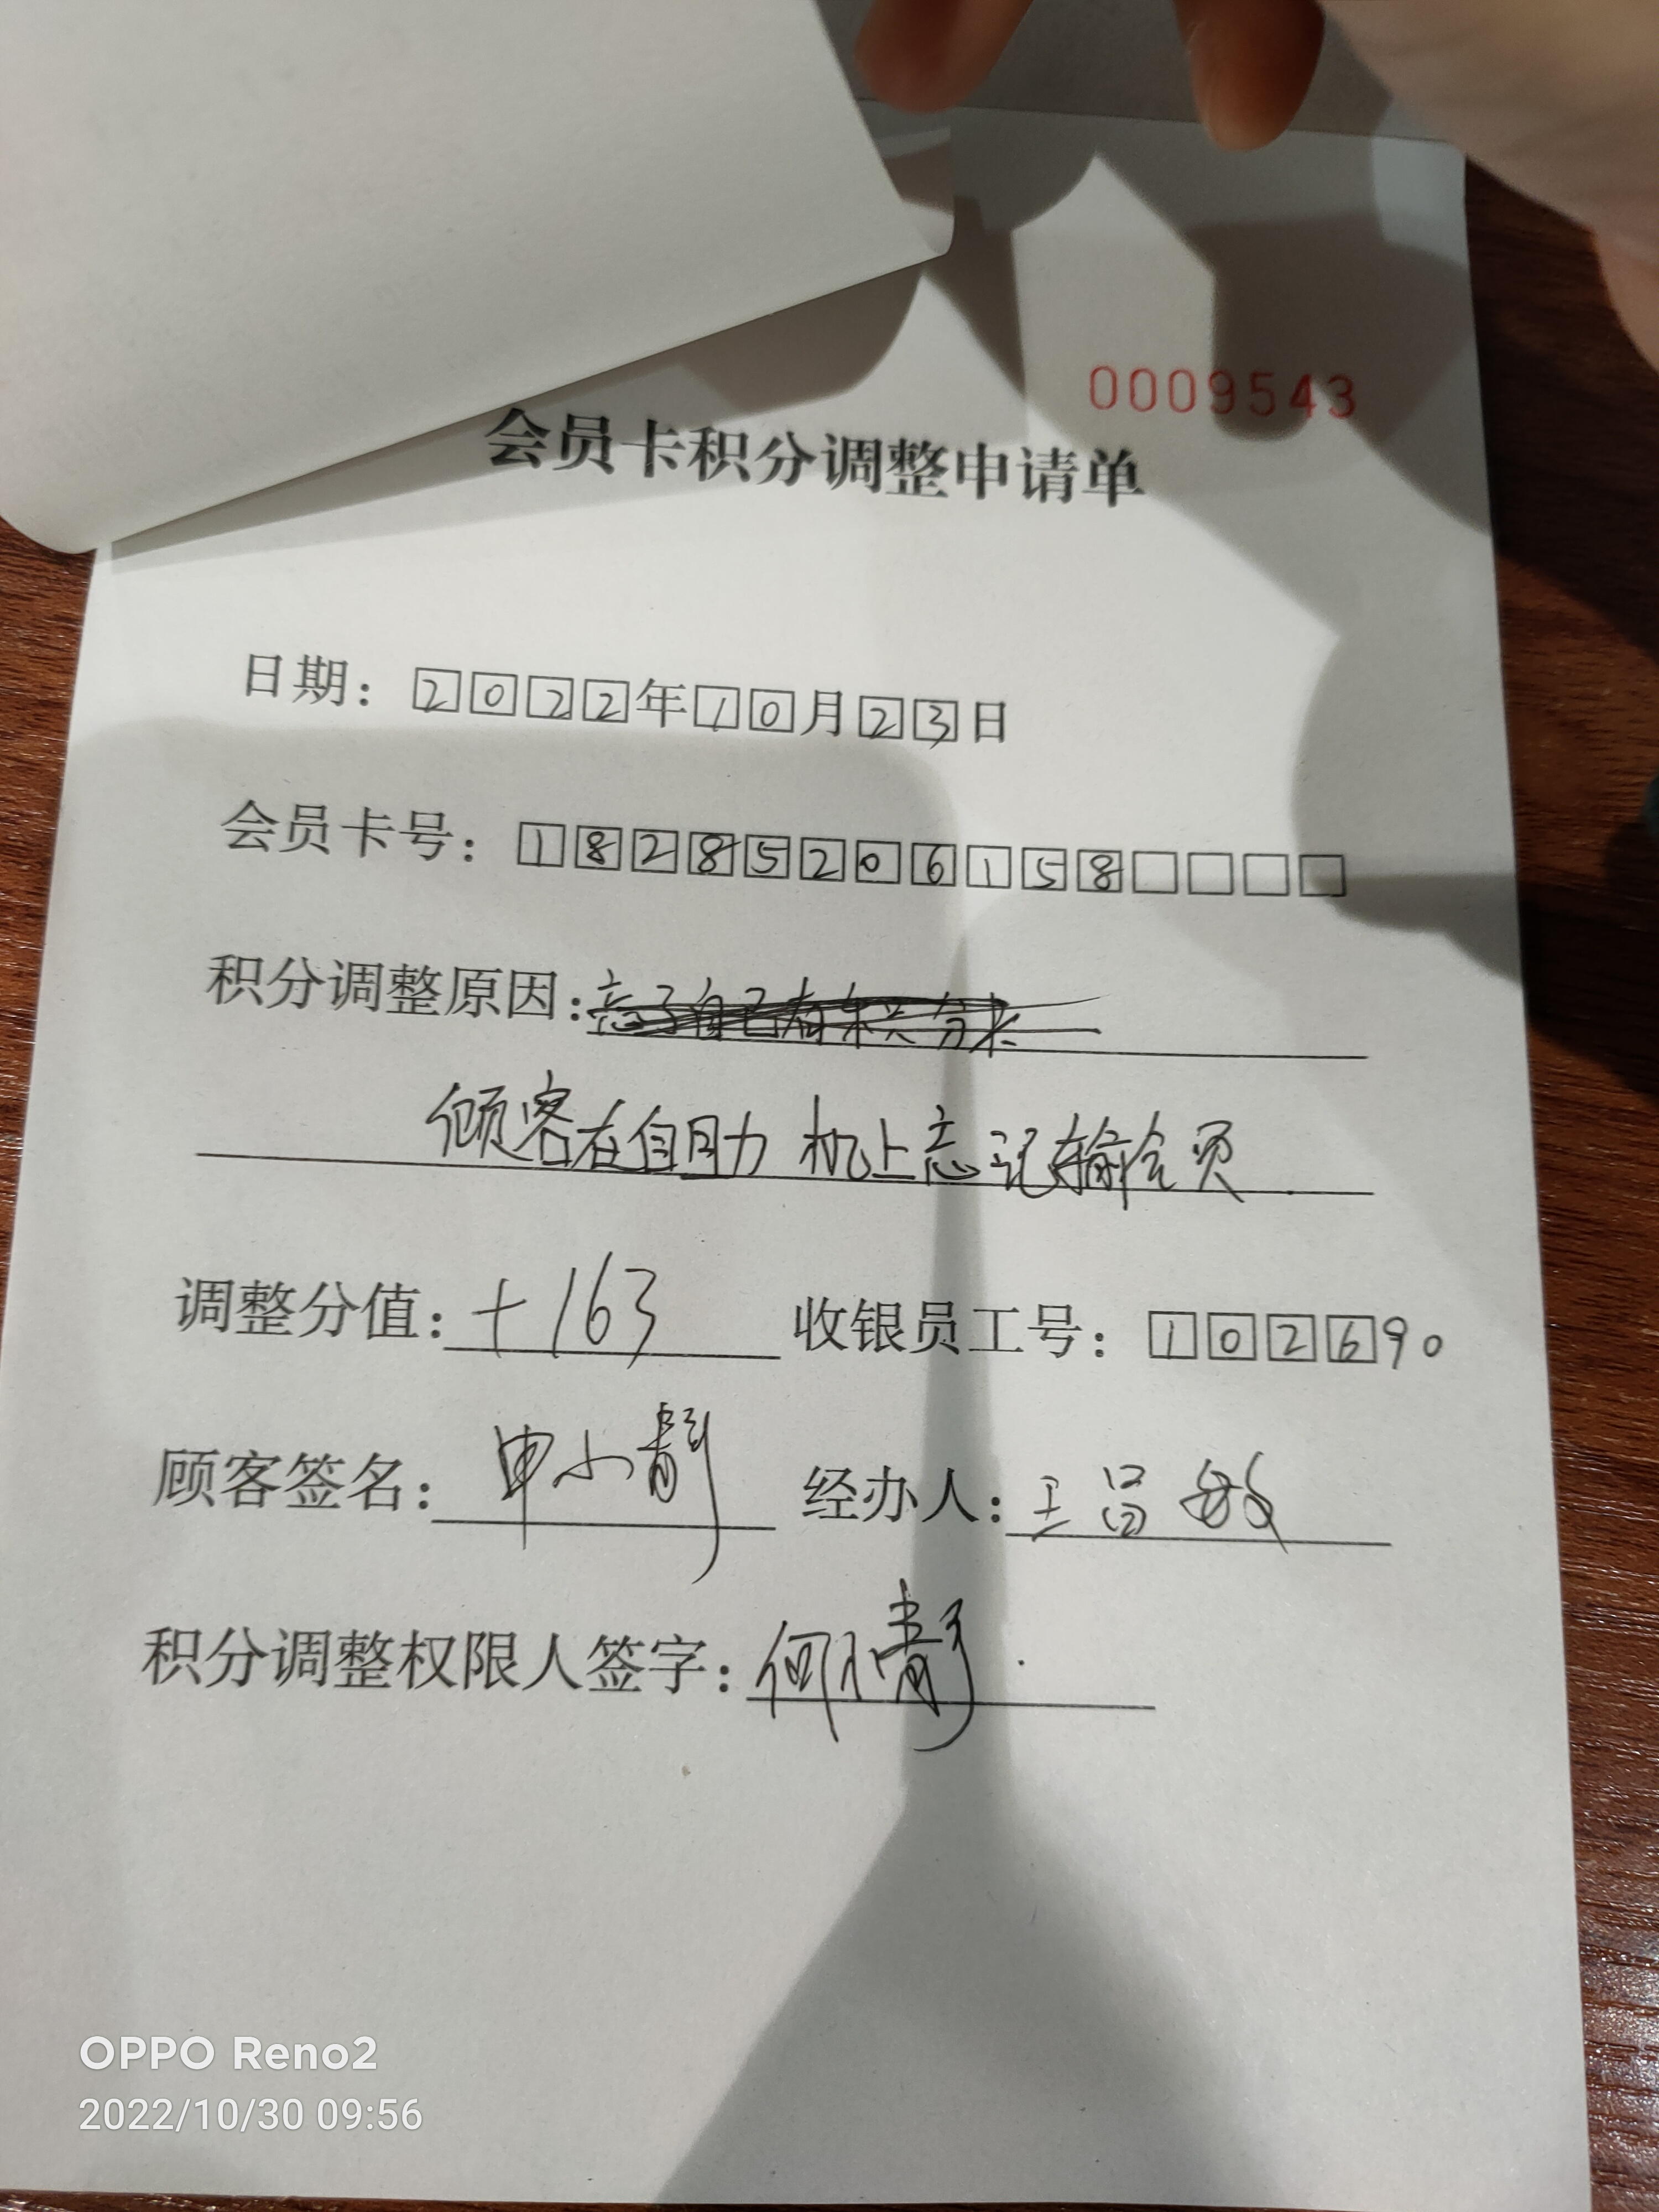 0009543
会员卡积分调整申请单
日期：2022年10月23日
会员卡号：18285206158
积分调整原因：
顾客在自助机上忘记输会员
调整分值：+163 收银员工号：102690
顾客签名：申小静 经办人：王昌敏
积分调整权限人签字：何小静
OPPO Reno2
2022/10/30 09:56